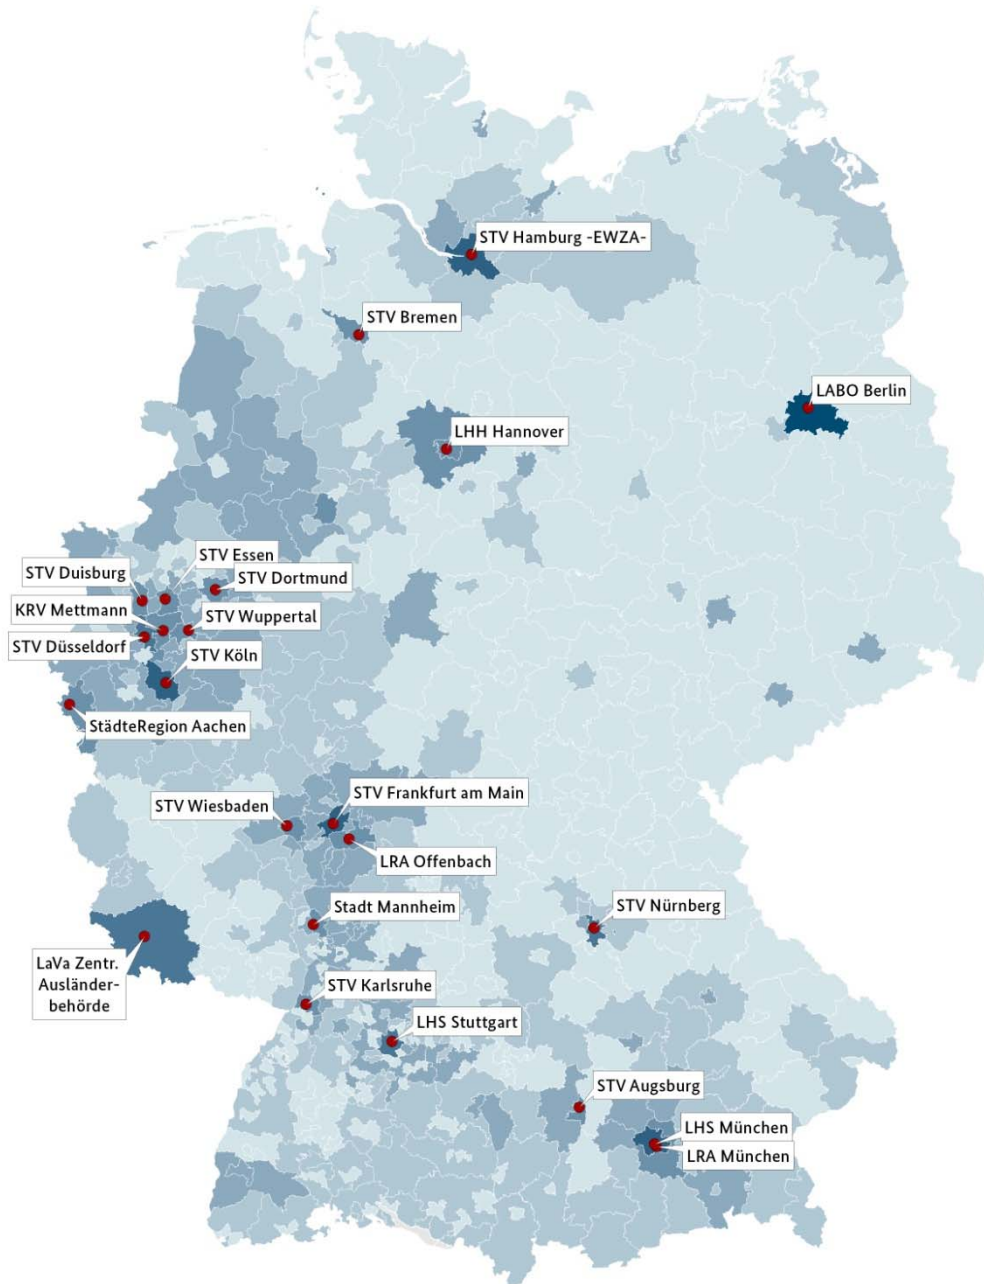 STV Hamburg -EWZA-
STV Bremen
LABO Berlin
LHH Hannover
STV Essen
STV Duisburg
STV Dortmund
KRV Mettmann
STV Wuppertal
STV Düsseldorf
STV Köln
StädteRegion Aachen
STV Frankfurt am Main
STV Wiesbaden
LRA Offenbach
Stadt Mannheim
STV Nürnberg
LaVa Zentr.
Ausländer-
behörde
STV Karlsruhe
LHS Stuttgart
STV Augsburg
LHS München
LRA München